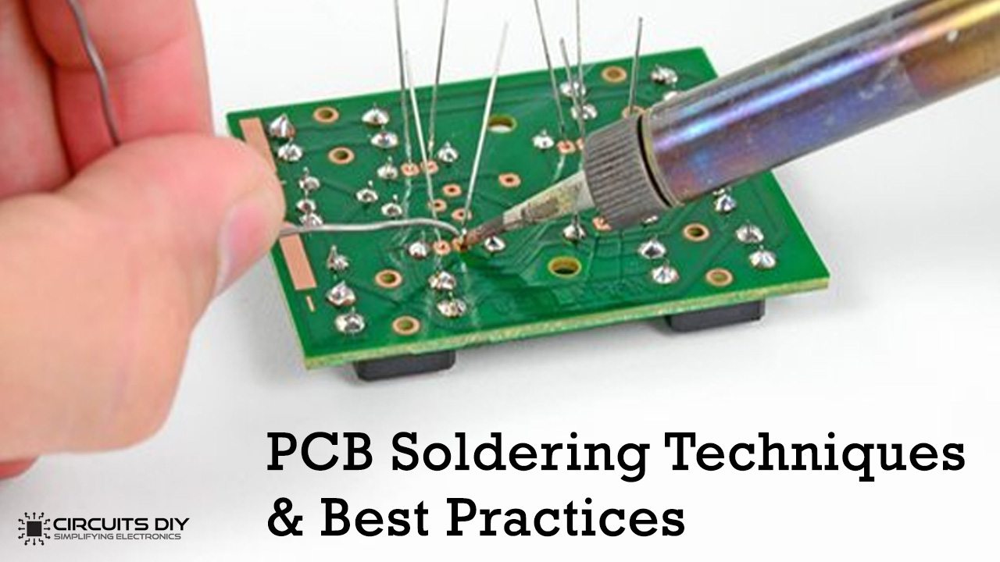 PCB Soldering Techniques
& Best Practices
CIRCUITS DIY
SIMPLIFYING ELECTRONICS